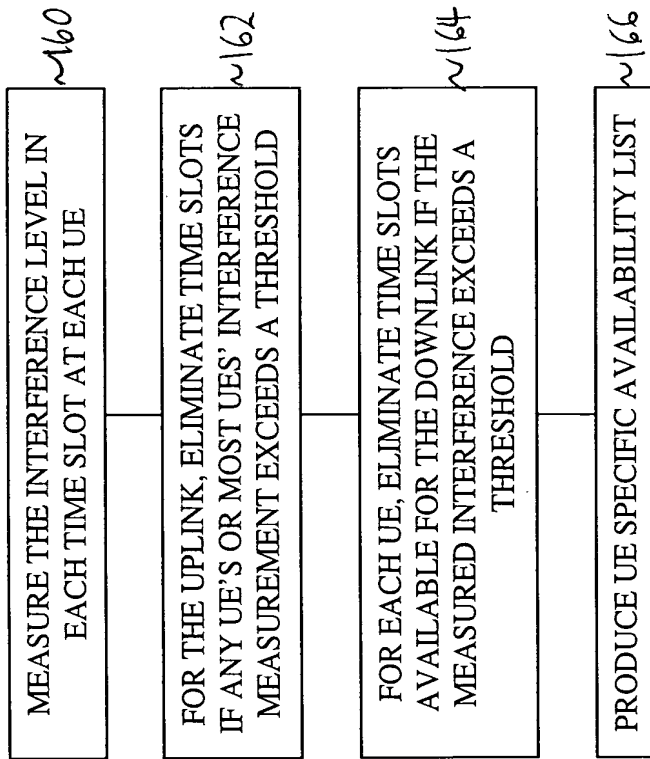 MEASURE THE INTERFERENCE LEVEL IN
EACH TIME SLOT AT EACH UE
~160
FOR THE UPLINK, ELIMINATE TIME SLOTS
IF ANY UE'S OR MOST UES' INTERFERENCE
MEASUREMENT EXCEEDS A THRESHOLD
~162
FOR EACH UE, ELIMINATE TIME SLOTS
AVAILABLE FOR THE DOWNLINK IF THE
MEASURED INTERFERENCE EXCEEDS A
THRESHOLD
~164
PRODUCE UE SPECIFIC AVAILABILITY LIST
~166